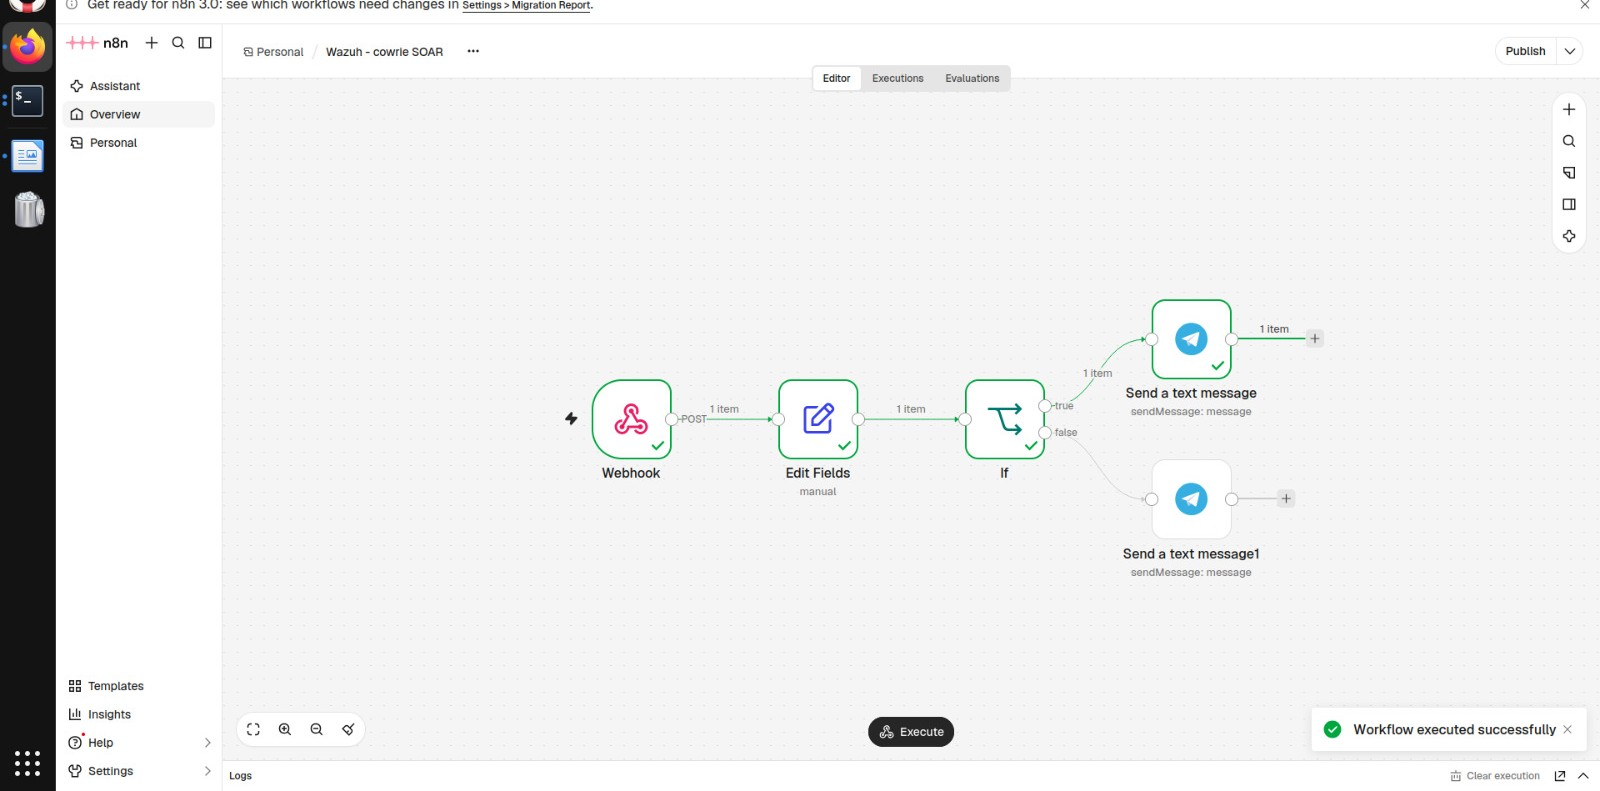 Get ready for n8n 3.0: see which workflows need changes in Settings > Migration Report.
n8n
Personal / Wazuh - cowrie SOAR
Publish
Editor Executions Evaluations
Assistant
Overview
Personal
1 item
1 item
Send a text message
sendMessage: message
POST
1 item
1 item
true
false
Webhook
Edit Fields
manual
If
Send a text message1
sendMessage: message
Templates
Insights
Help
Settings
Execute
Workflow executed successfully
Logs
Clear execution